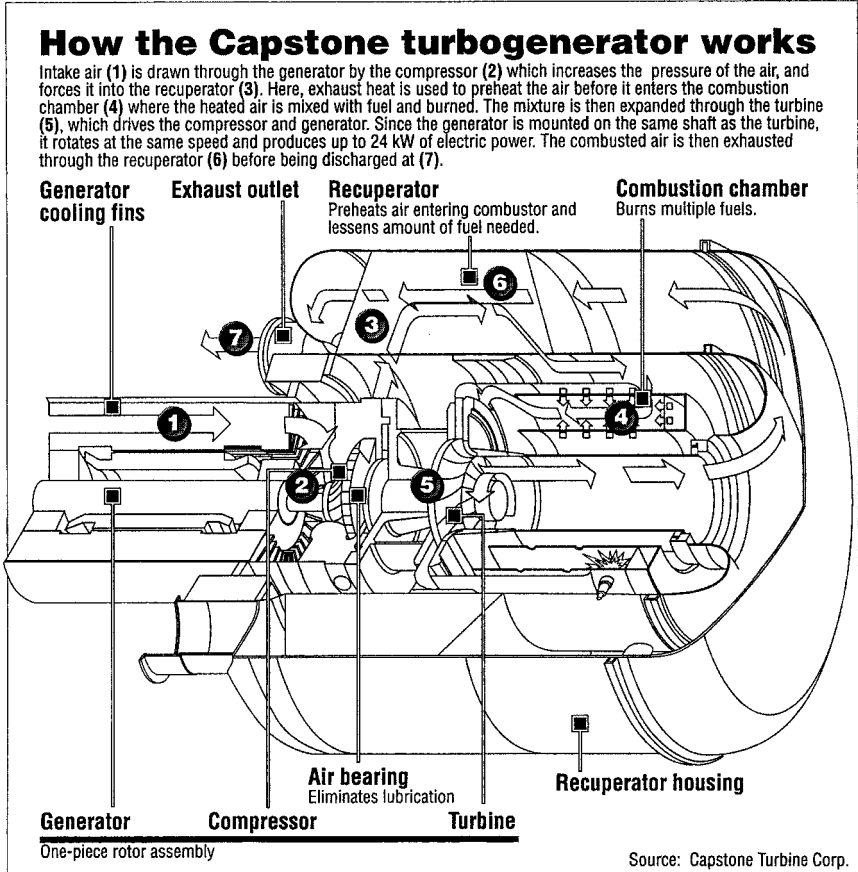 How the Capstone turbogenerator works
Intake air (1) is drawn through the generator by the compressor (2) which increases the pressure of the air, and
forces it into the recuperator (3). Here, exhaust heat is used to preheat the air before it enters the combustion
chamber (4) where the heated air is mixed with fuel and burned. The mixture is then expanded through the turbine
(5), which drives the compressor and generator. Since the generator is mounted on the same shaft as the turbine,
it rotates at the same speed and produces up to 24 kW of electric power. The combusted air is then exhausted
through the recuperator (6) before being discharged at (7).
Generator
cooling fins
Exhaust outlet
Recuperator
Preheats air entering combustor and
lessens amount of fuel needed.
Combustion chamber
Burns multiple fuels.
6
3
7
4
1
2
5
Air bearing
Eliminates lubrication
Recuperator housing
Generator
Compressor
Turbine
One-piece rotor assembly
Source: Capstone Turbine Corp.